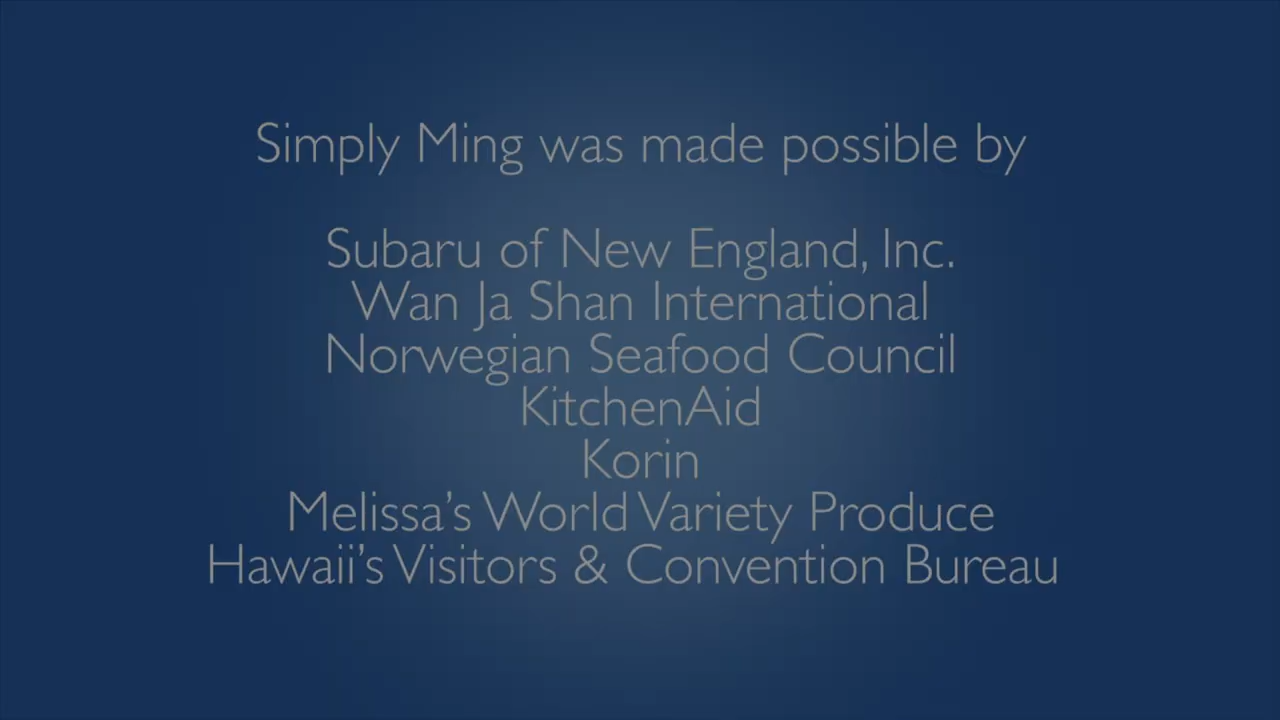 Simply Ming was made possible by
Subaru of New England, Inc.
Wan Ja Shan International
Norwegian Seafood Council
KitchenAid
Korin
Melissa’s World Variety Produce
Hawaii’s Visitors & Convention Bureau